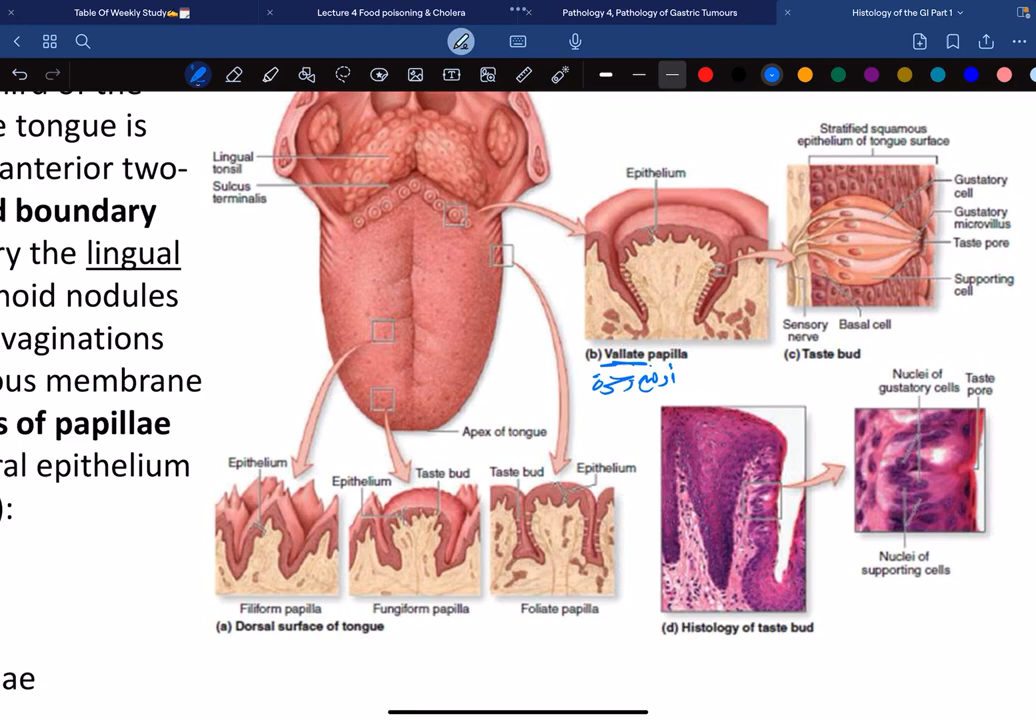 Table Of Weekly Study✍️🗓️
Lecture 4 Food poisoning & Cholera
Pathology 4, Pathology of Gastric Tumours
Histology of the GI Part 1
e tongue is
anterior two-
d boundary
ry the lingual
noid nodules
vaginations
ous membrane
s of papillae
ral epithelium
):
ae
Lingual
tonsil
Sulcus
terminalis
Apex of tongue
Epithelium
Epithelium
Taste bud
Taste bud
Epithelium
Filiform papilla
Fungiform papilla
Foliate papilla
(a) Dorsal surface of tongue
Epithelium
(b) Vallate papilla
Stratified squamous
epithelium of tongue surface
Gustatory
cell
Gustatory
microvillus
Taste pore
Supporting
cell
Sensory
nerve
Basal cell
(c) Taste bud
Nuclei of
gustatory cells
Taste
pore
Nuclei of
supporting cells
(d) Histology of taste bud